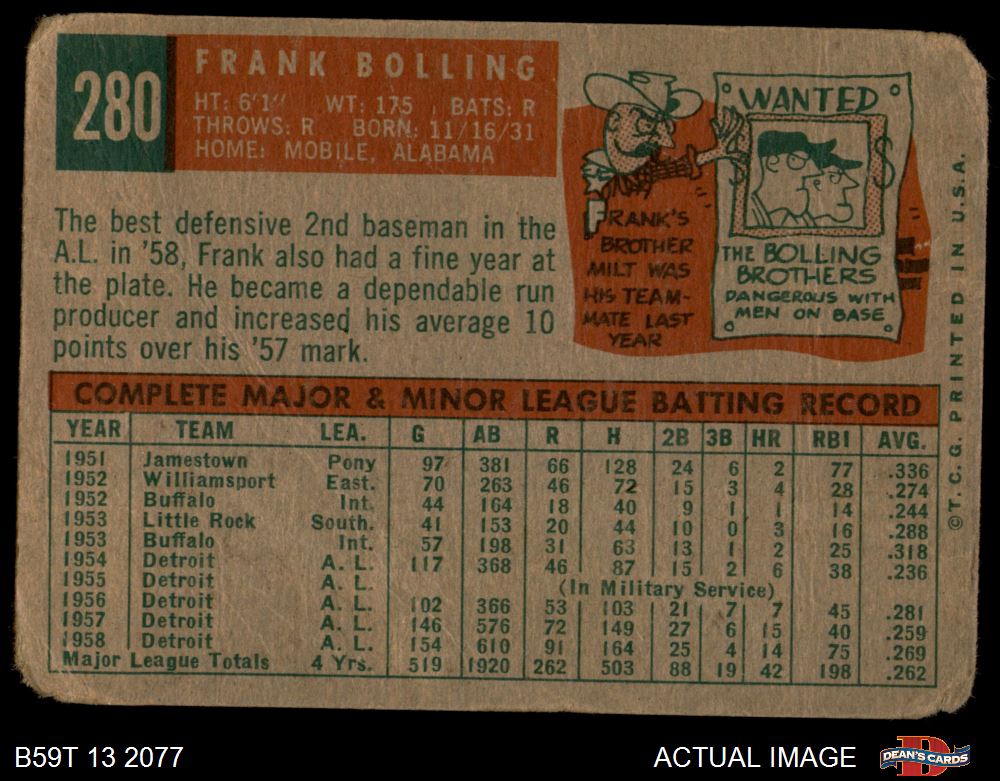 280
FRANK BOLLING
HT: 6'1" WT: 175 BATS: R
THROWS: R BORN: 11/16/31
HOME: MOBILE, ALABAMA
The best defensive 2nd baseman in the
A.L. in '58, Frank also had a fine year at
the plate. He became a dependable run
producer and increased his average 10
points over his '57 mark.
FRANK'S
BROTHER
MILT WAS
HIS TEAM-
MATE LAST
YEAR
WANTED
$ $
THE BOLLING
BROTHERS
DANGEROUS WITH
MEN ON BASE
©T.C.G. PRINTED IN U.S.A.
COMPLETE MAJOR & MINOR LEAGUE BATTING RECORD
YEAR TEAM LEA. G AB R H 2B 3B HR RBI AVG.
1951 Jamestown Pony 97 381 66 128 24 6 2 77 .336
1952 Williamsport East. 70 263 46 72 15 3 4 28 .274
1952 Buffalo Int. 44 164 18 40 9 1 1 14 .244
1953 Little Rock South. 41 153 20 44 10 0 3 16 .288
1953 Buffalo Int. 57 198 31 63 13 1 2 25 .318
1954 Detroit A. L. 117 368 46 87 15 2 6 38 .236
1955 Detroit A. L. (In Military Service)
1956 Detroit A. L. 102 366 53 103 21 7 7 45 .281
1957 Detroit A. L. 146 576 72 149 27 6 15 40 .259
1958 Detroit A. L. 154 610 91 164 25 4 14 75 .269
Major League Totals 4 Yrs. 519 1920 262 503 88 19 42 198 .262
B59T 13 2077
ACTUAL IMAGE
DEAN'S CARDS